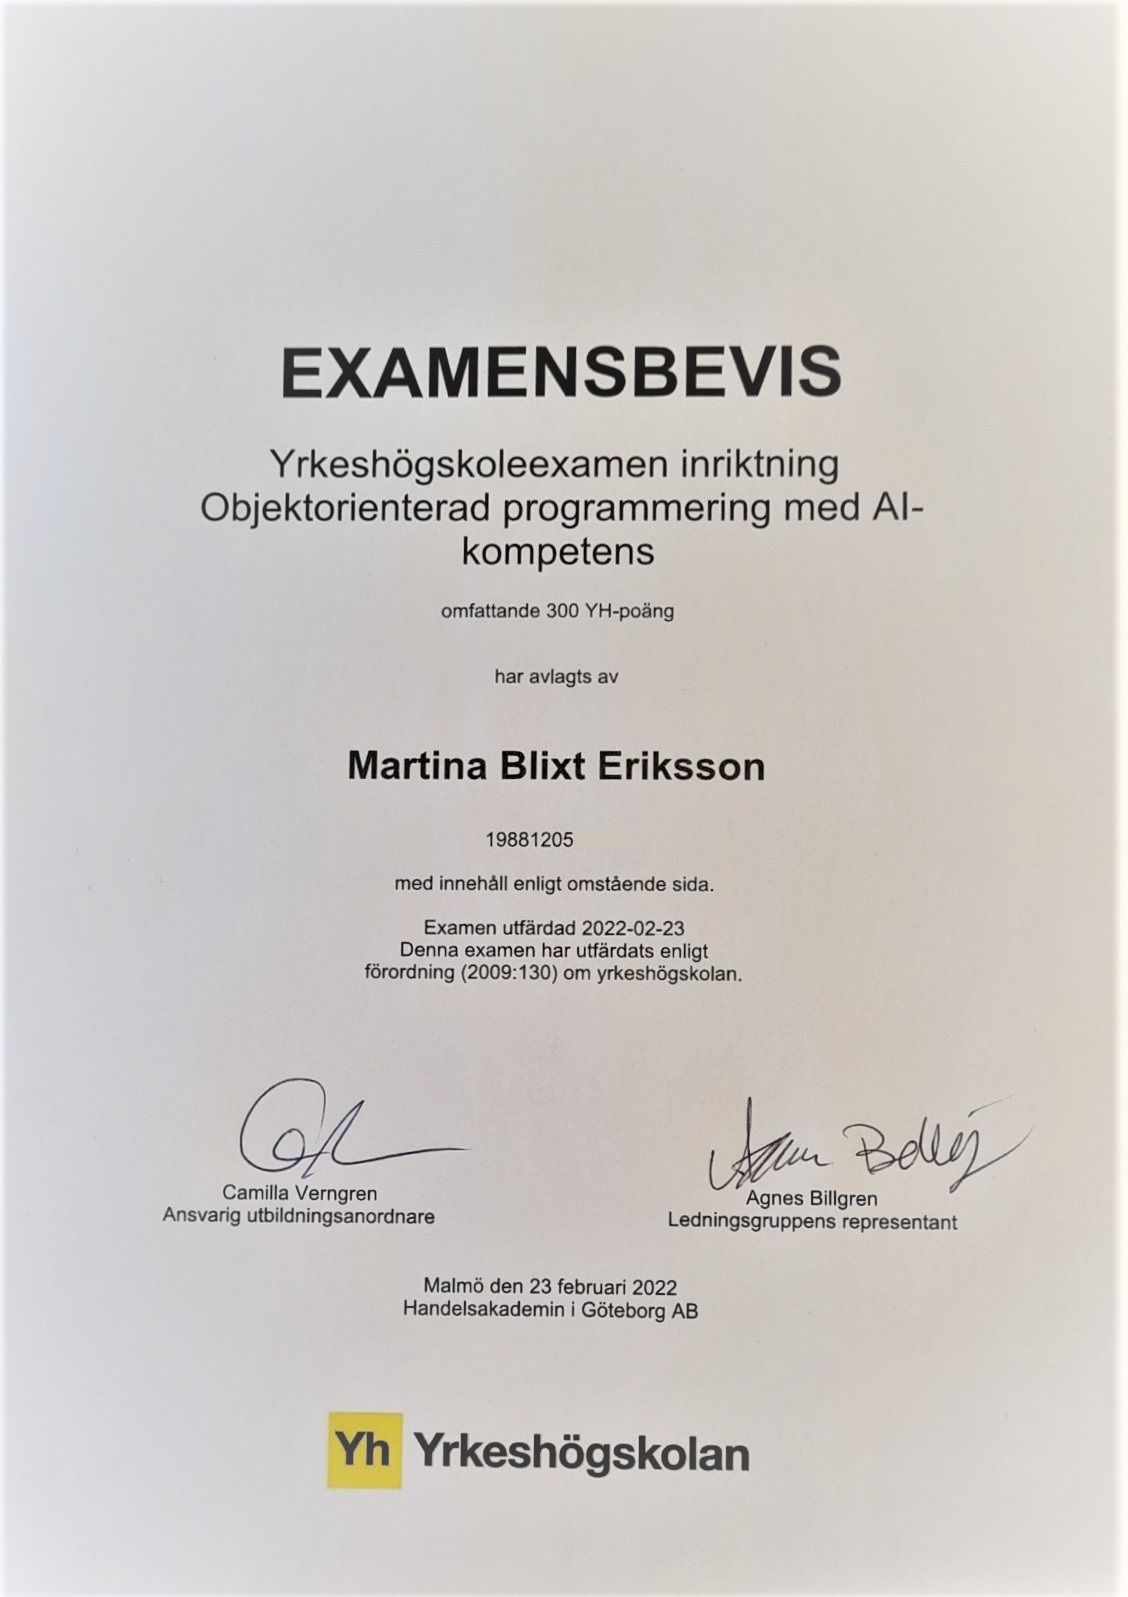 EXAMENSBEVIS
Yrkeshögskoleexamen inriktning
Objektorienterad programmering med AI-
kompetens
omfattande 300 YH-poäng
har avlagts av
Martina Blixt Eriksson
19881205
med innehåll enligt omstående sida.
Examen utfärdad 2022-02-23
Denna examen har utfärdats enligt
förordning (2009:130) om yrkeshögskolan.
Camilla Verngren
Ansvarig utbildningsanordnare
Agnes Billgren
Ledningsgruppens representant
Malmö den 23 februari 2022
Handelsakademin i Göteborg AB
Yh Yrkeshögskolan